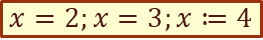 x = 2; x = 3; x ≔ 4